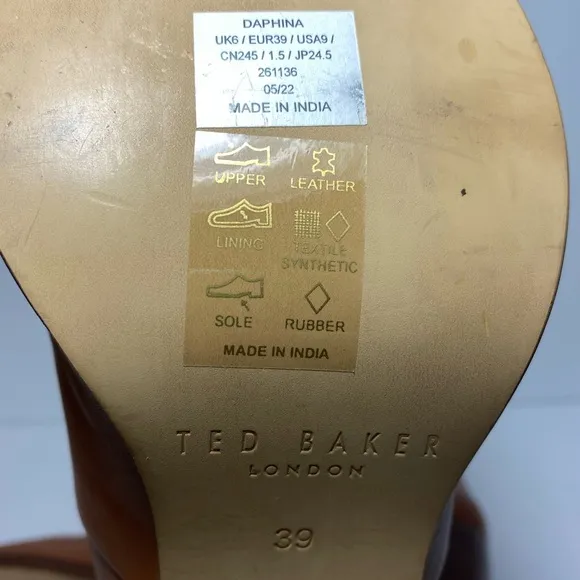 DAPHINA
UK6 / EUR39 / USA9 /
CN245 / 1.5 / JP24.5
261136
05/22
MADE IN INDIA
UPPER LEATHER
LINING TEXTILE
SYNTHETIC
SOLE RUBBER
MADE IN INDIA
TED BAKER
LONDON
39